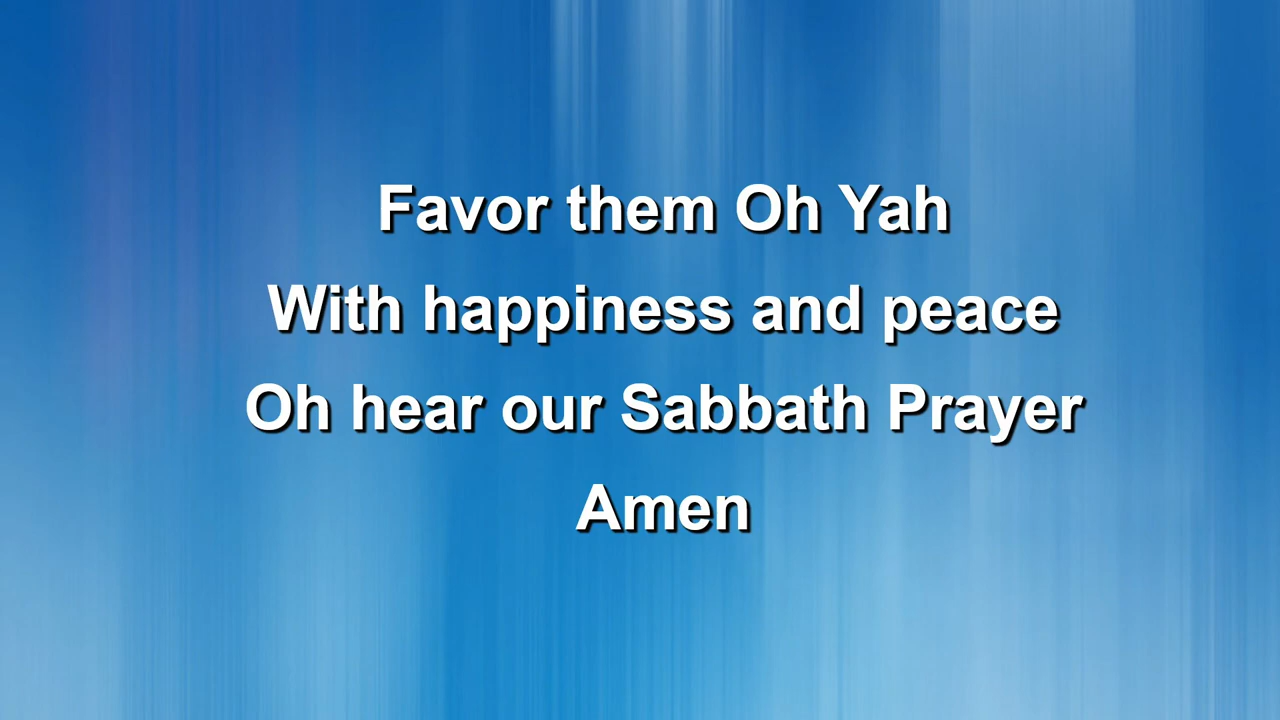 Favor them Oh Yah
With happiness and peace
Oh hear our Sabbath Prayer
Amen